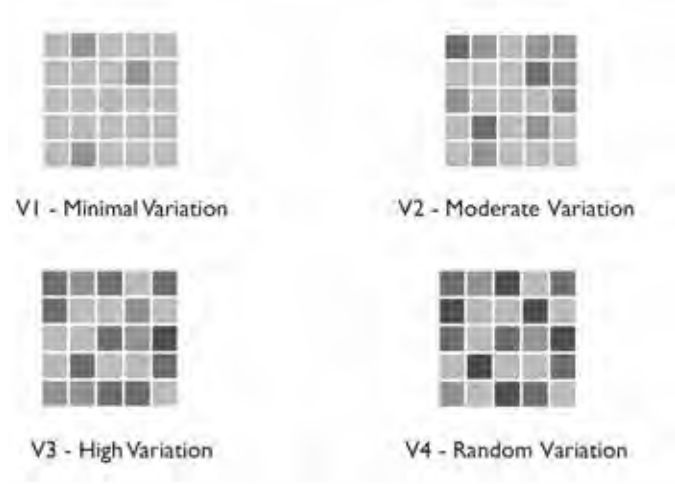 V1 - Minimal Variation
V2 - Moderate Variation
V3 - High Variation
V4 - Random Variation